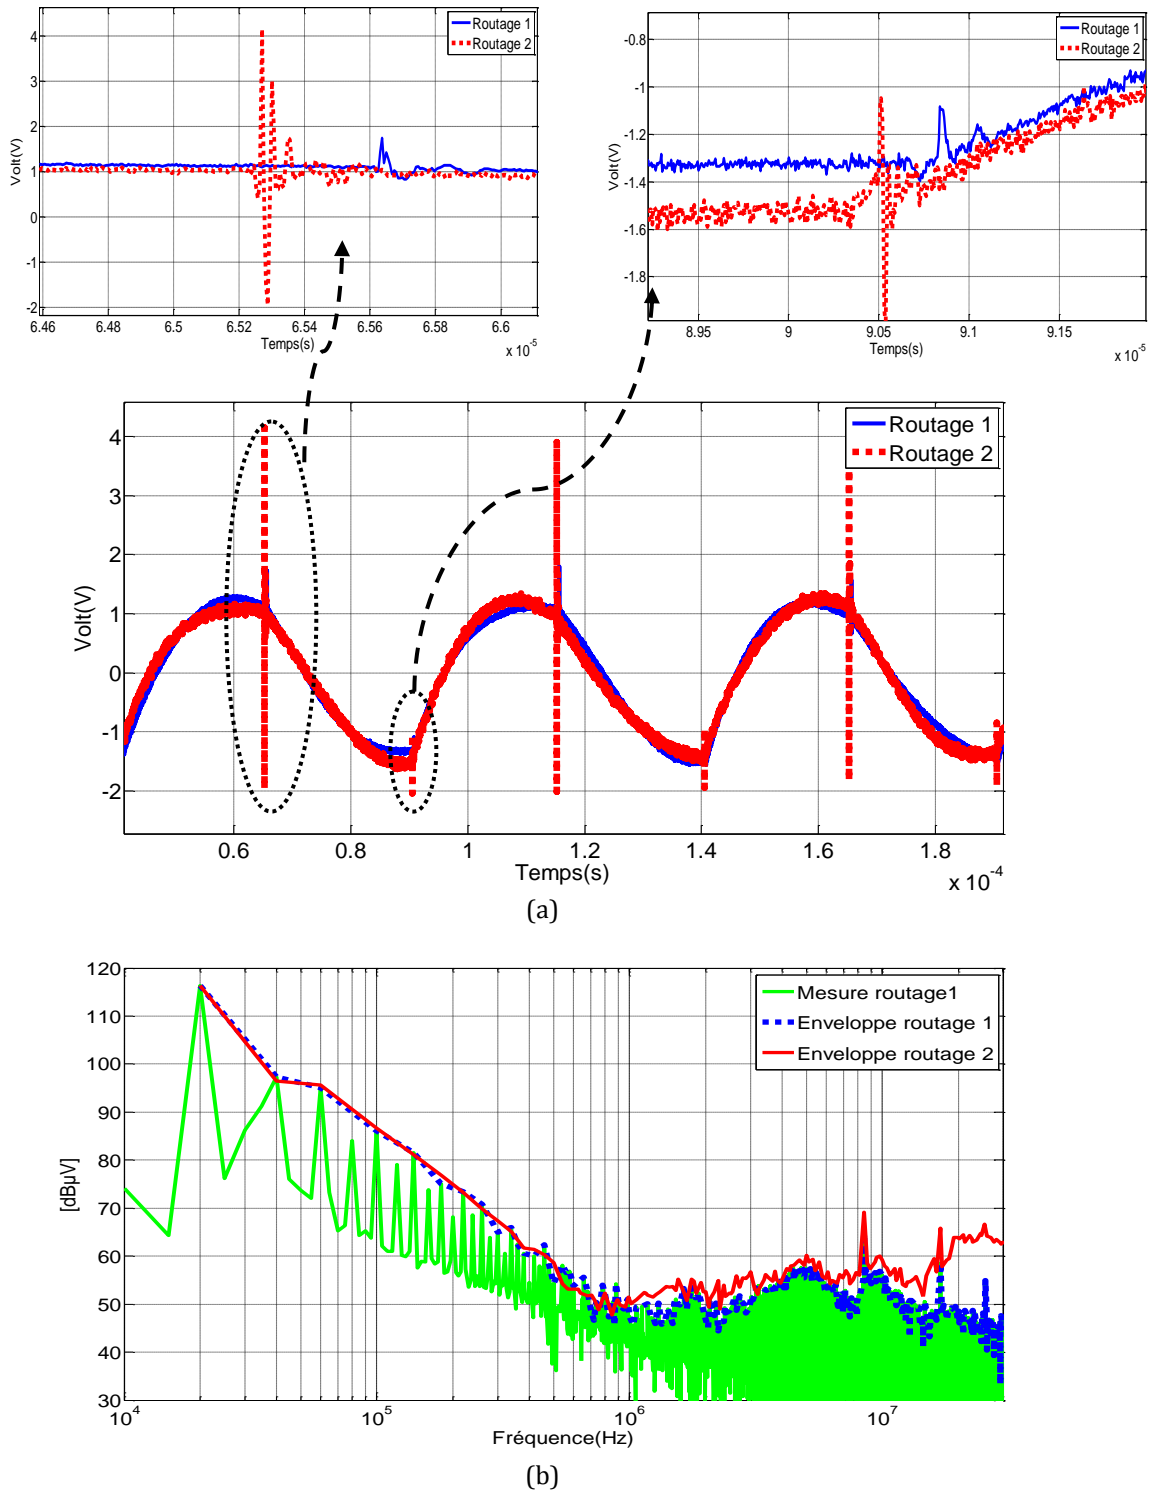 Routage 1
Routage 2
4
3
2
1
0
-1
-2
Volt(V)
6.46
6.48
6.5
6.52
6.54
6.56
6.58
6.6
Temps(s)
x 10⁻⁵
Routage 1
Routage 2
-0.8
-1
-1.2
-1.4
-1.6
-1.8
Volt(V)
8.95
9
9.05
9.1
9.15
Temps(s)
x 10⁻⁵
Routage 1
Routage 2
4
3
2
1
0
-1
-2
Volt(V)
0.6
0.8
1
1.2
1.4
1.6
1.8
Temps(s)
x 10⁻⁴
(a)
Mesure routage1
Enveloppe routage 1
Enveloppe routage 2
120
110
100
90
80
70
60
50
40
30
[dBµV]
10⁴
10⁵
10⁶
10⁷
Fréquence(Hz)
(b)